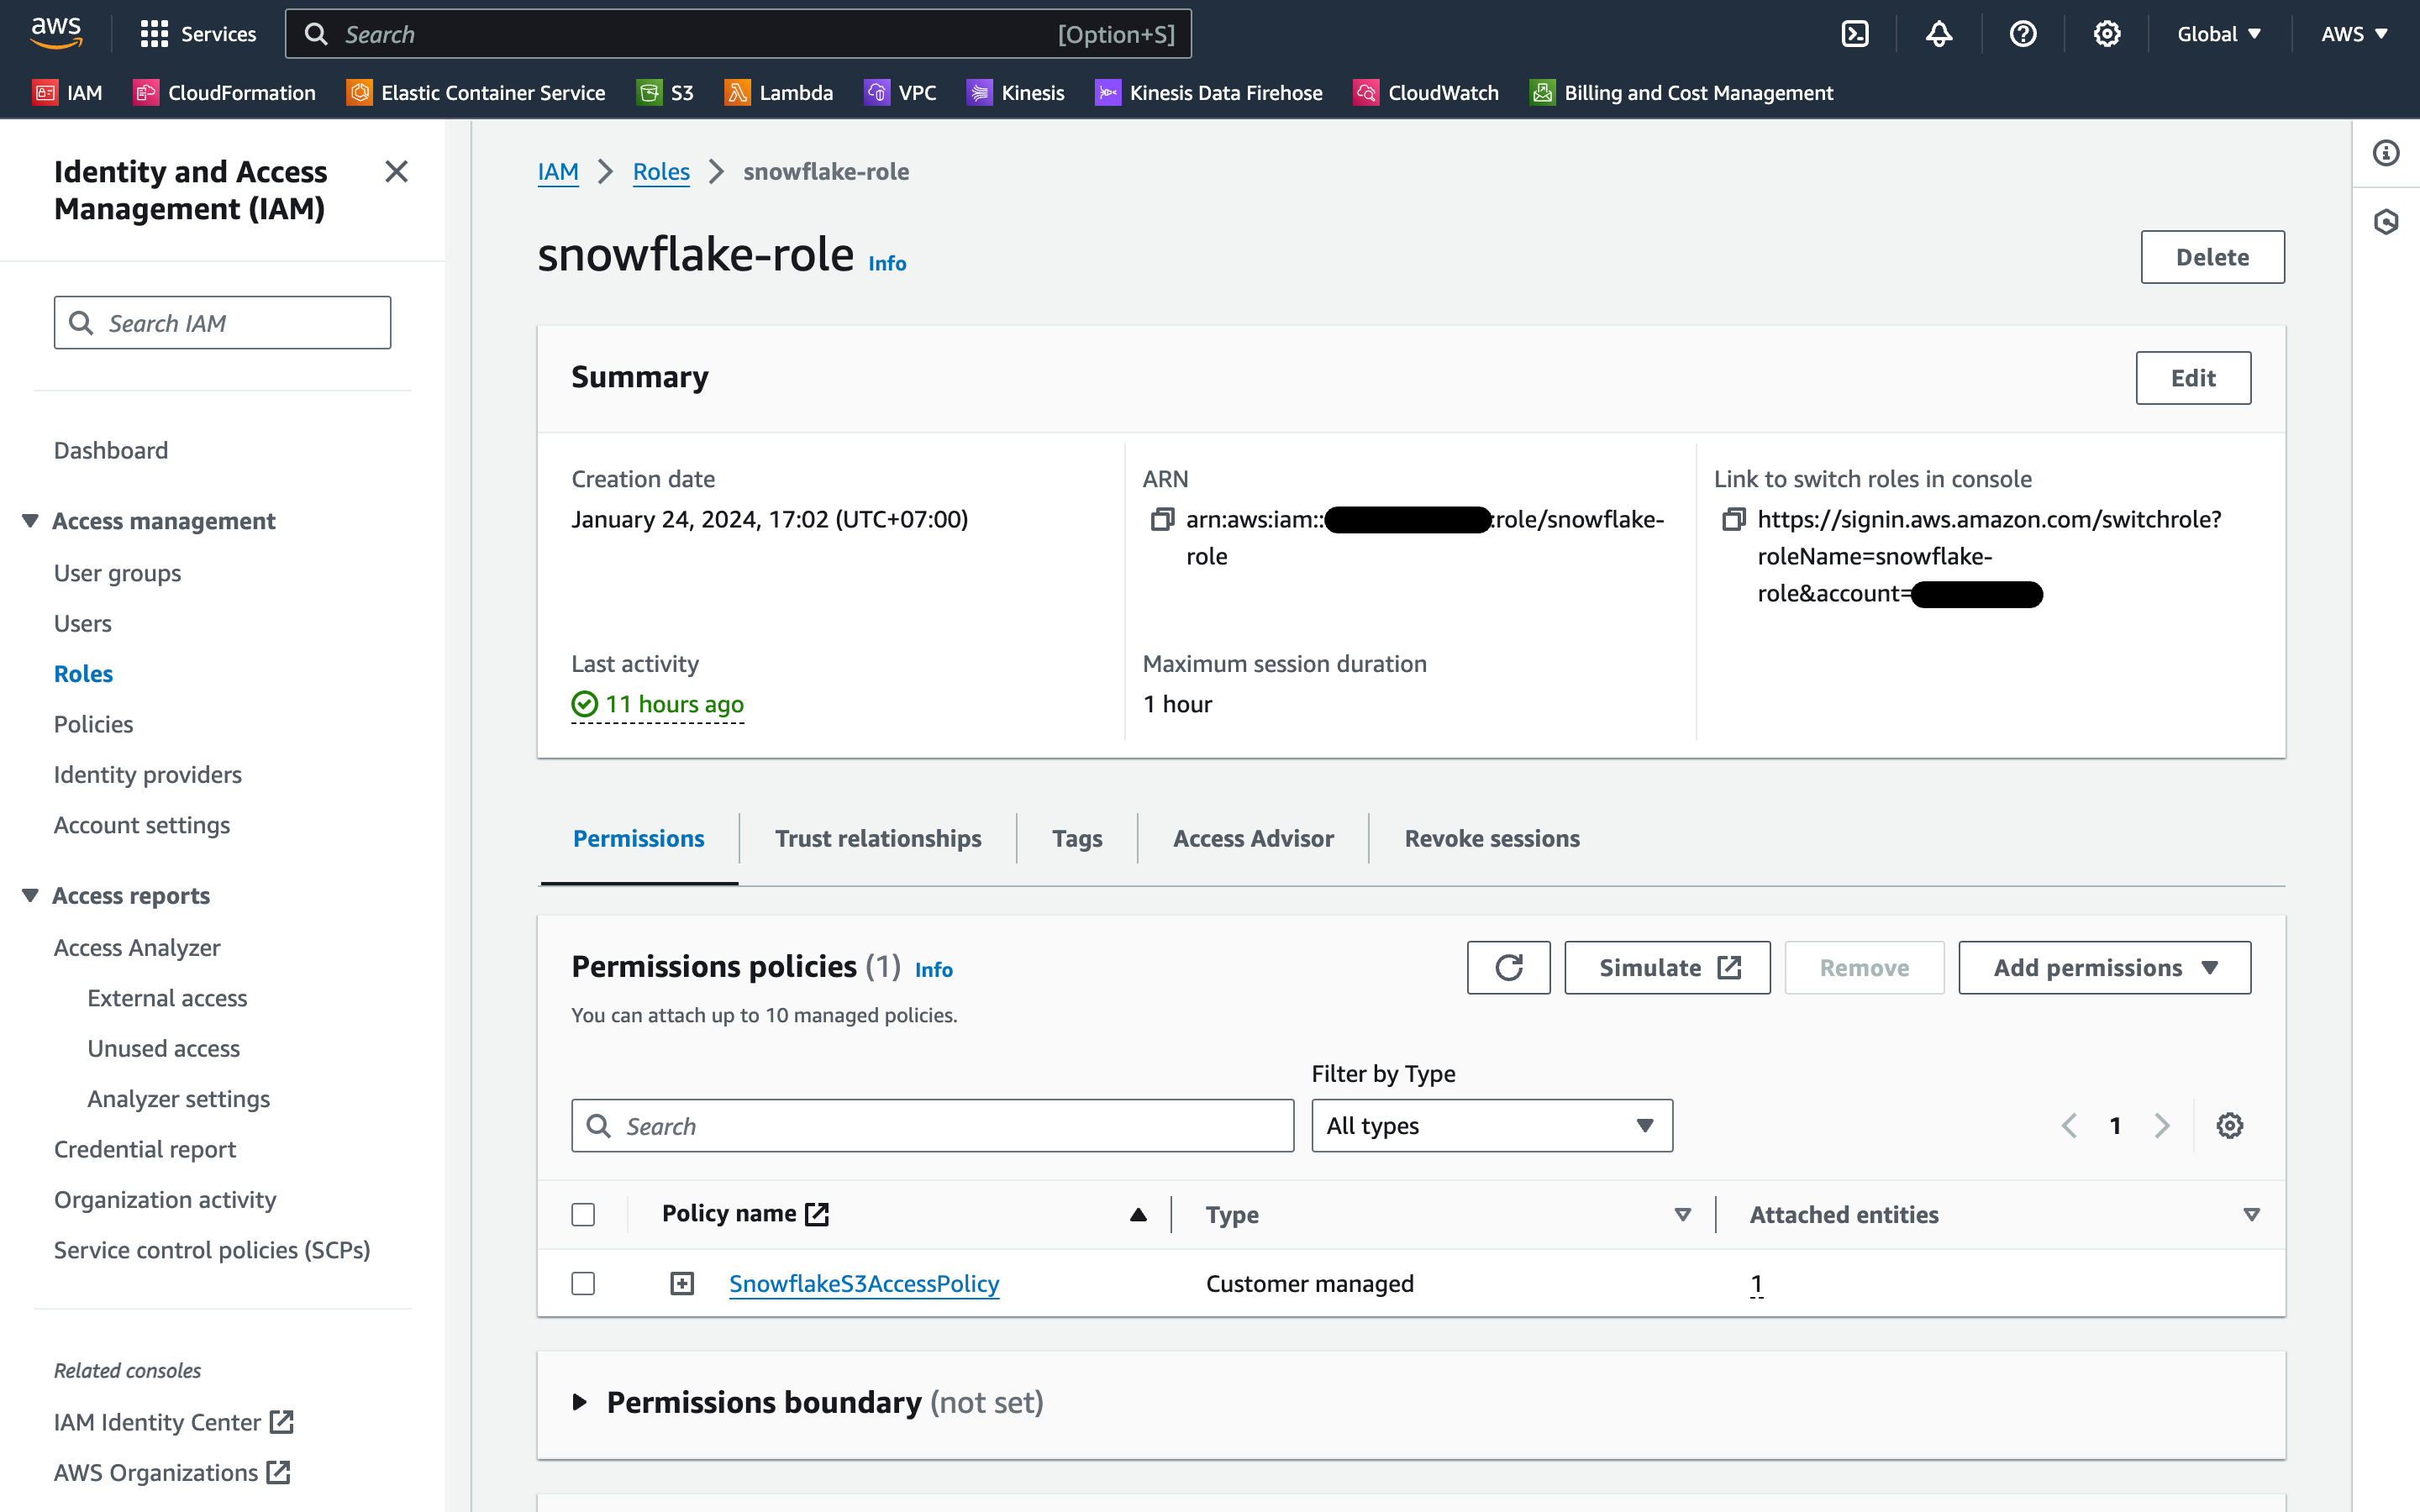 aws
Services
Search
[Option+S]
Global
AWS
IAM
CloudFormation
Elastic Container Service
S3
Lambda
VPC
Kinesis
Kinesis Data Firehose
CloudWatch
Billing and Cost Management
Identity and Access
Management (IAM)
Search IAM
Dashboard
Access management
User groups
Users
Roles
Policies
Identity providers
Account settings
Access reports
Access Analyzer
External access
Unused access
Analyzer settings
Credential report
Organization activity
Service control policies (SCPs)
Related consoles
IAM Identity Center
AWS Organizations
IAM
Roles
snowflake-role
snowflake-role Info
Delete
Summary
Edit
Creation date
January 24, 2024, 17:02 (UTC+07:00)
ARN
arn:aws:iam:: :role/snowflake-
role
Link to switch roles in console
https://signin.aws.amazon.com/switchrole?
roleName=snowflake-
role&account=
Last activity
11 hours ago
Maximum session duration
1 hour
Permissions
Trust relationships
Tags
Access Advisor
Revoke sessions
Permissions policies (1) Info
You can attach up to 10 managed policies.
Simulate
Remove
Add permissions
Filter by Type
Search
All types
1
Policy name
Type
Attached entities
SnowflakeS3AccessPolicy
Customer managed
1
Permissions boundary (not set)